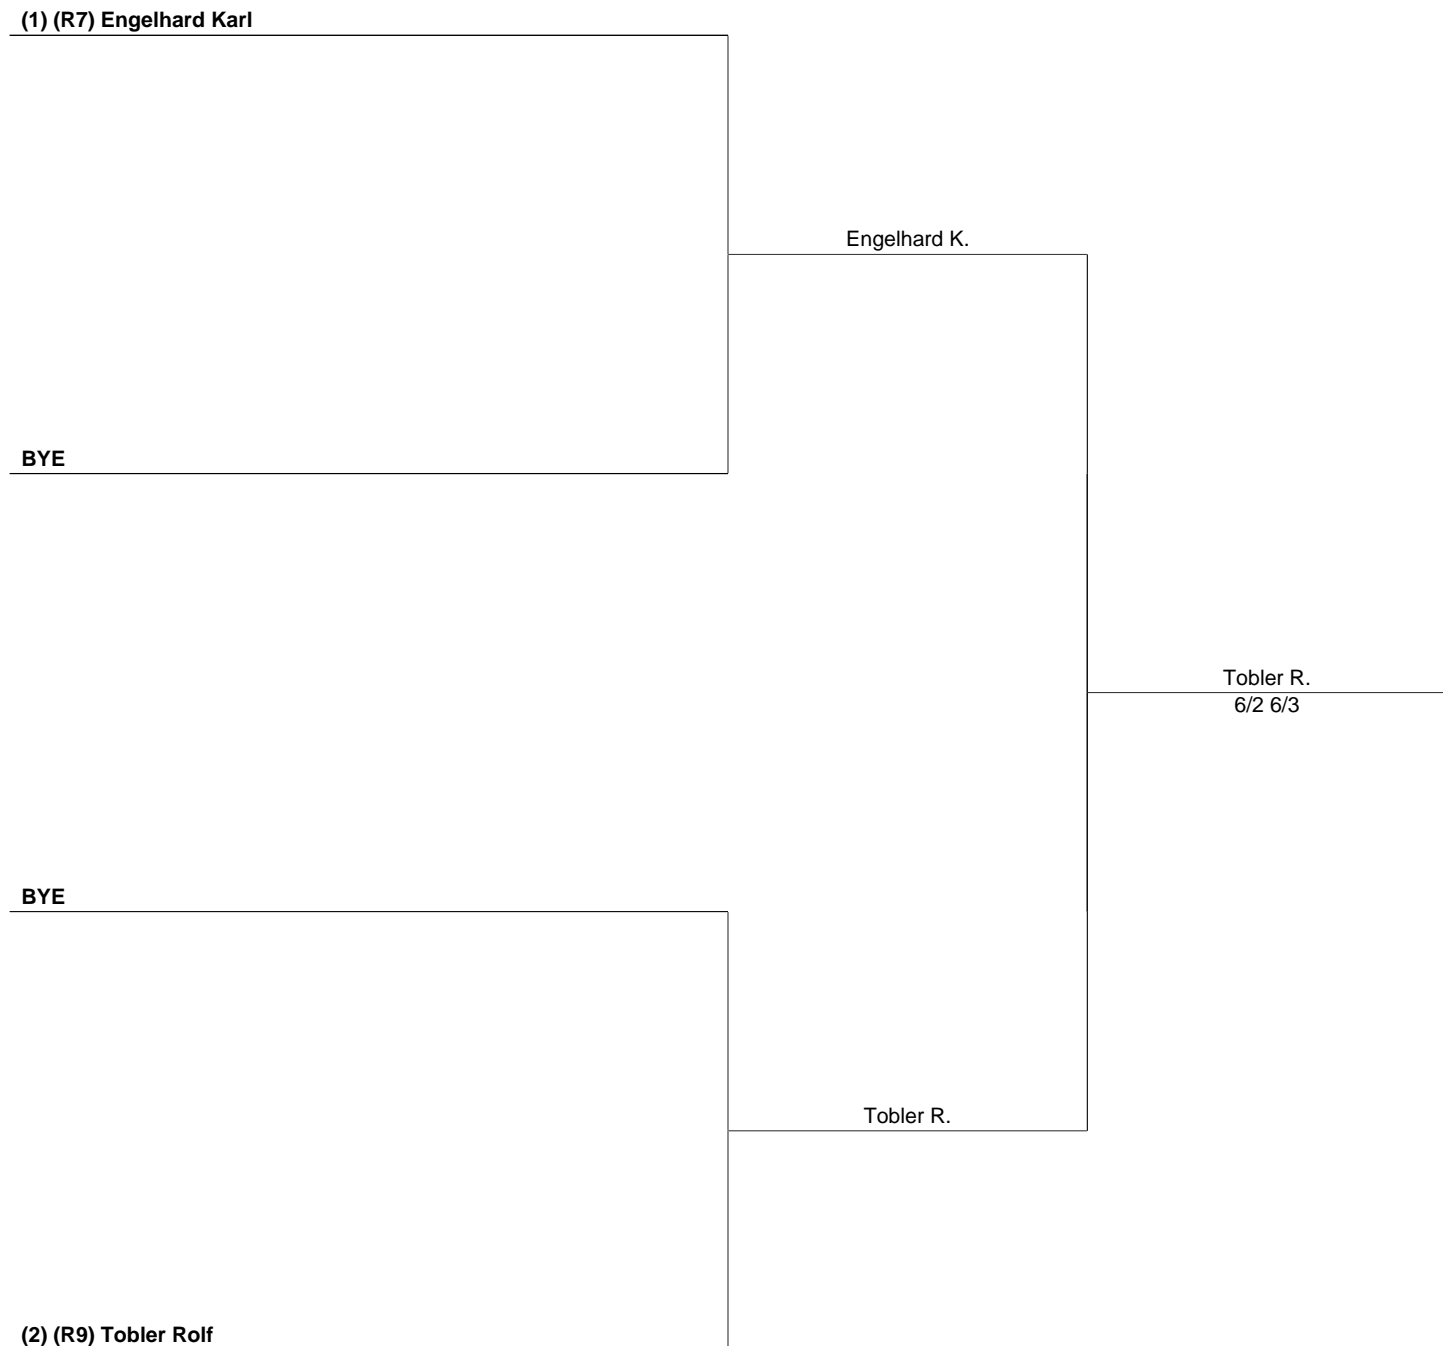 (1) (R7) Engelhard Karl
Engelhard K.
BYE
Tobler R.
6/2 6/3
BYE
Tobler R.
(2) (R9) Tobler Rolf